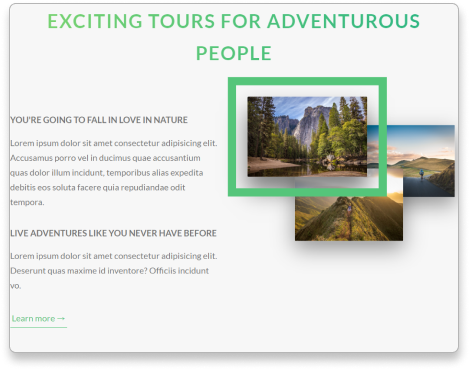 EXCITING TOURS FOR ADVENTUROUS
PEOPLE
YOU'RE GOING TO FALL IN LOVE IN NATURE
Lorem ipsum dolor sit amet consectetur adipisicing elit.
Accusamus porro vel in ducimus quae accusantium
quas dolor illum incidunt, temporibus alias expedita
debitis eos soluta facere quia repudiandae odit
tempora.
LIVE ADVENTURES LIKE YOU NEVER HAVE BEFORE
Lorem ipsum dolor sit amet consectetur adipisicing elit.
Deserunt quas maxime id inventore? Officiis incidunt
vo.
Learn more →